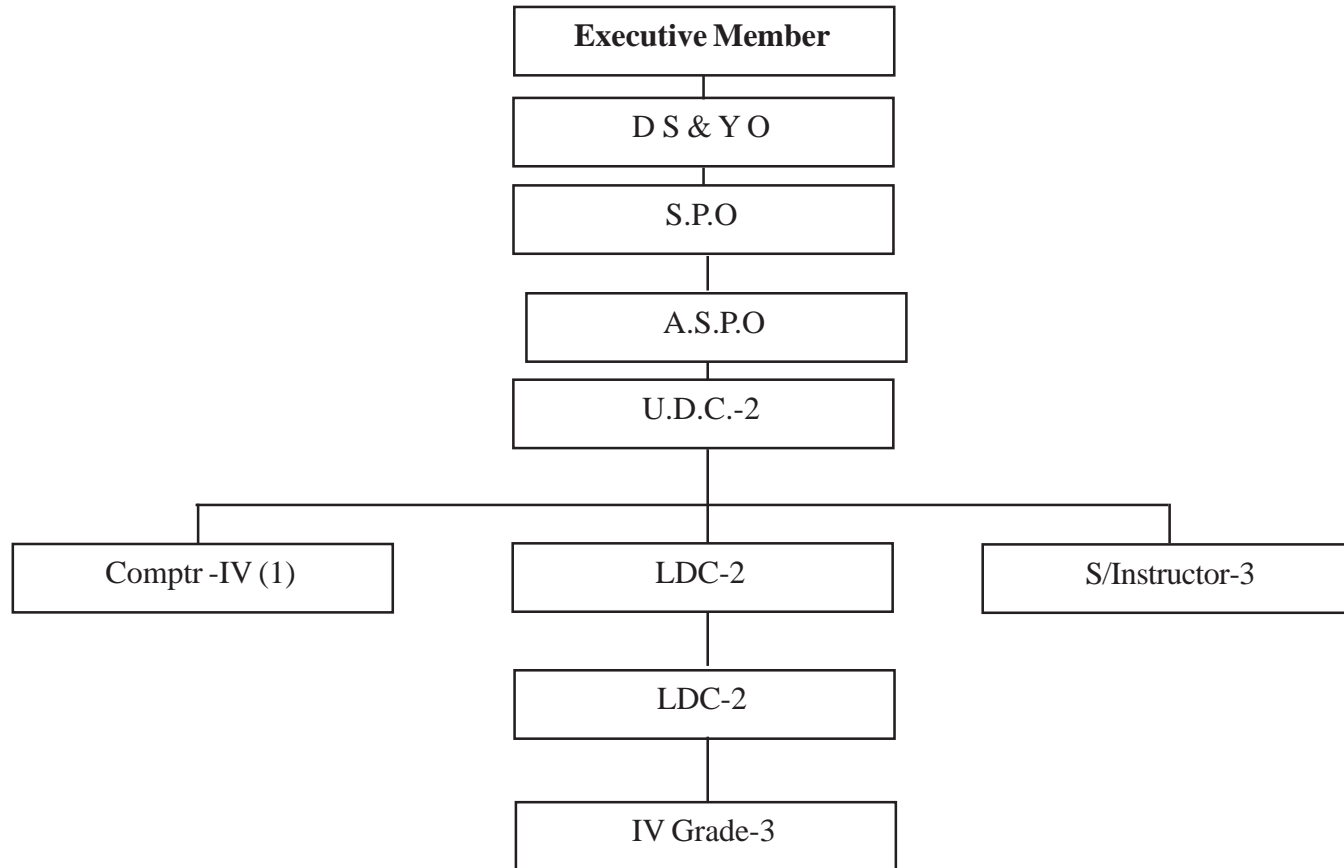 Executive Member
D S & Y O
S.P.O
A.S.P.O
U.D.C.-2
Comptr -IV (1)
LDC-2
S/Instructor-3
LDC-2
IV Grade-3